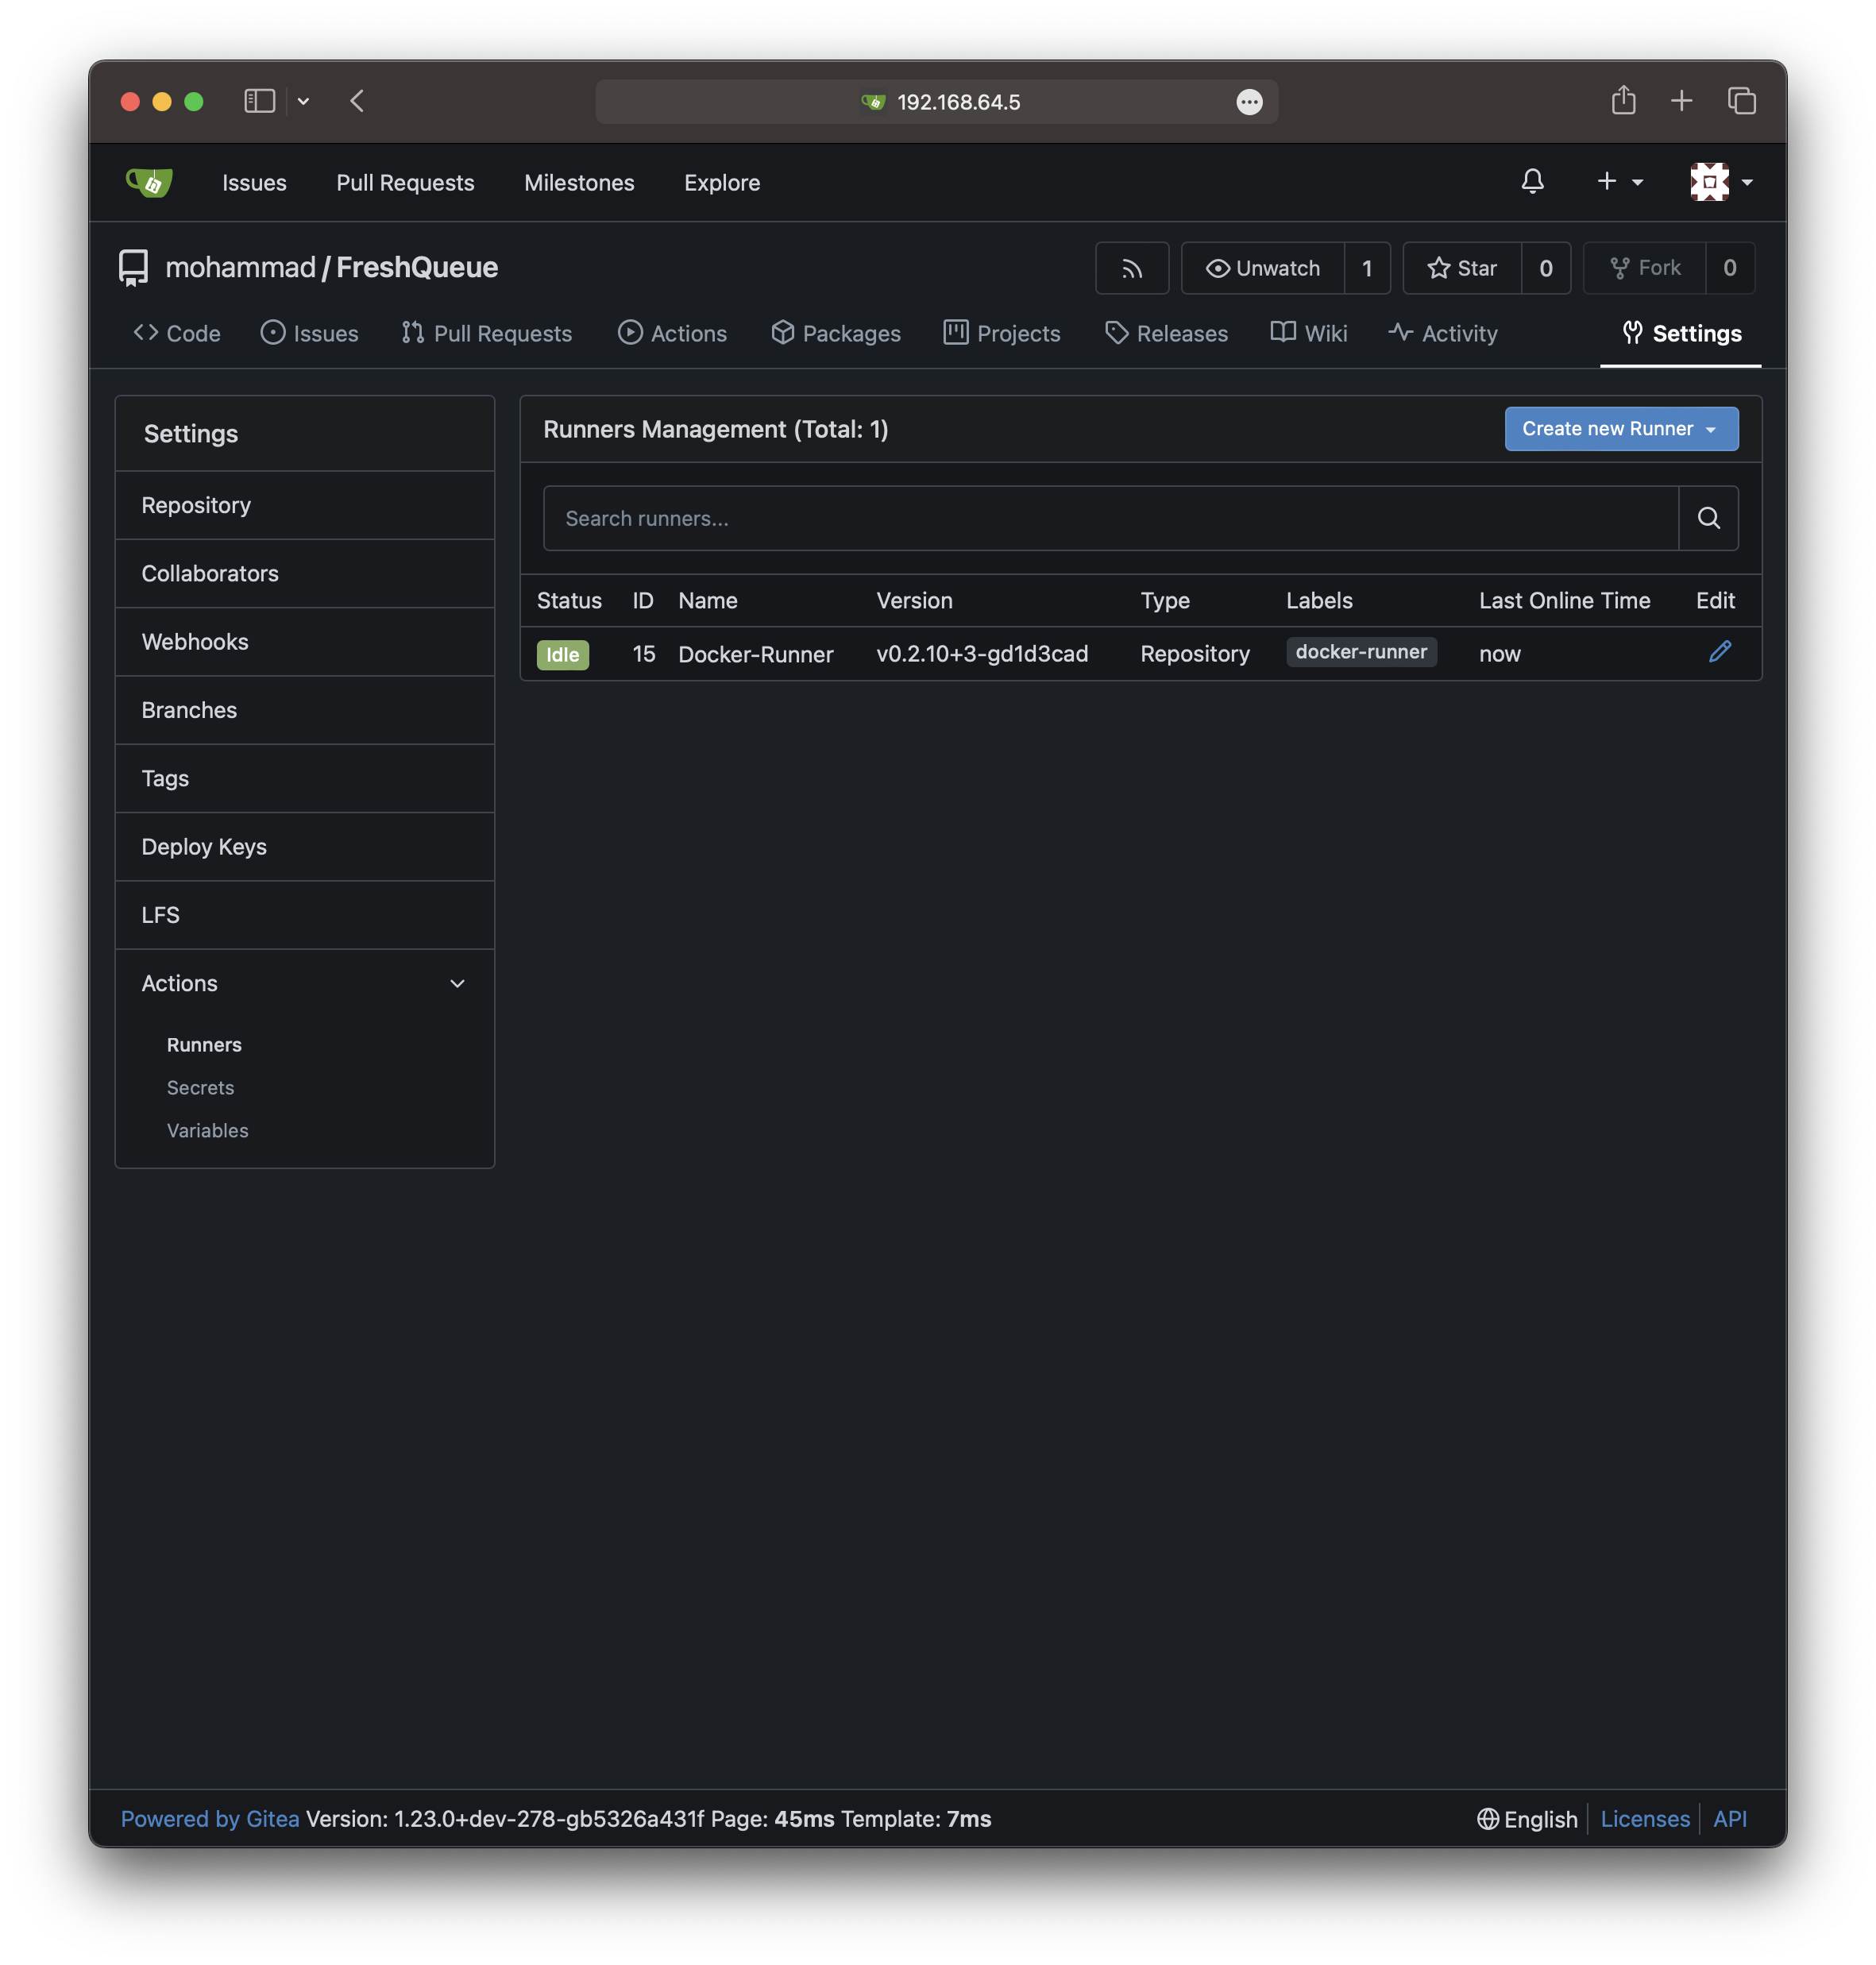 192.168.64.5
Issues Pull Requests Milestones Explore
mohammad / FreshQueue
Unwatch 1 Star 0 Fork 0
Code Issues Pull Requests Actions Packages Projects Releases Wiki Activity Settings
Settings
Repository
Collaborators
Webhooks
Branches
Tags
Deploy Keys
LFS
Actions
Runners
Secrets
Variables
Runners Management (Total: 1) Create new Runner
Search runners...
Status ID Name Version Type Labels Last Online Time Edit
Idle 15 Docker-Runner v0.2.10+3-gd1d3cad Repository docker-runner now
Powered by Gitea Version: 1.23.0+dev-278-gb5326a431f Page: 45ms Template: 7ms
English Licenses API